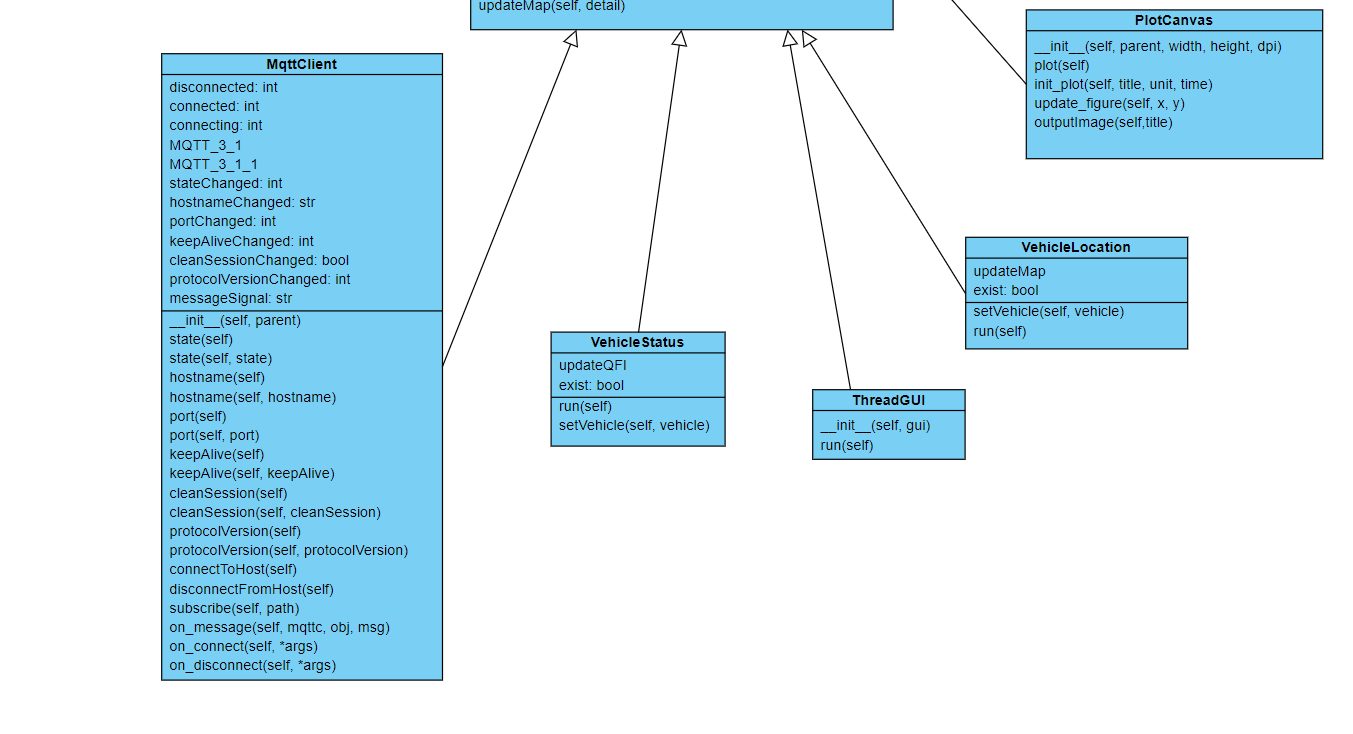 updateMap(self, detail)
PlotCanvas
__init__(self, parent, width, height, dpi)
plot(self)
init_plot(self, title, unit, time)
update_figure(self, x, y)
outputImage(self,title)
MqttClient
disconnected: int
connected: int
connecting: int
MQTT_3_1
MQTT_3_1_1
stateChanged: int
hostnameChanged: str
portChanged: int
keepAliveChanged: int
cleanSessionChanged: bool
protocolVersionChanged: int
messageSignal: str
__init__(self, parent)
state(self)
state(self, state)
hostname(self)
hostname(self, hostname)
port(self)
port(self, port)
keepAlive(self)
keepAlive(self, keepAlive)
cleanSession(self)
cleanSession(self, cleanSession)
protocolVersion(self)
protocolVersion(self, protocolVersion)
connectToHost(self)
disconnectFromHost(self)
subscribe(self, path)
on_message(self, mqttc, obj, msg)
on_connect(self, *args)
on_disconnect(self, *args)
VehicleStatus
updateQFI
exist: bool
run(self)
setVehicle(self, vehicle)
ThreadGUI
__init__(self, gui)
run(self)
VehicleLocation
updateMap
exist: bool
setVehicle(self, vehicle)
run(self)